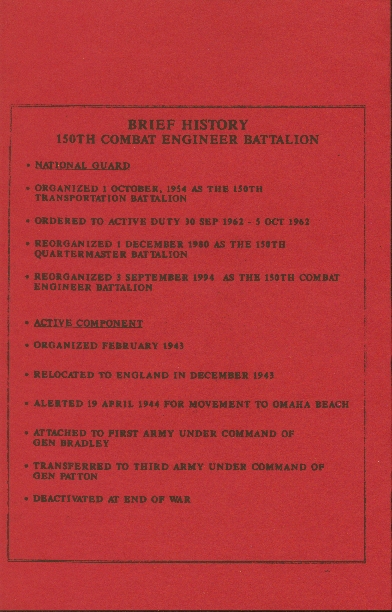 BRIEF HISTORY
150TH COMBAT ENGINEER BATTALION
• NATIONAL GUARD
• ORGANIZED 1 OCTOBER, 1954 AS THE 150TH
TRANSPORTATION BATTALION
• ORDERED TO ACTIVE DUTY 30 SEP 1962 - 5 OCT 1962
• REORGANIZED 1 DECEMBER 1980 AS THE 150TH
QUARTERMASTER BATTALION
• REORGANIZED 3 SEPTEMBER 1994 AS THE 150TH COMBAT
ENGINEER BATTALION
• ACTIVE COMPONENT
• ORGANIZED FEBRUARY 1943
• RELOCATED TO ENGLAND IN DECEMBER 1943
• ALERTED 19 APRIL 1944 FOR MOVEMENT TO OMAHA BEACH
• ATTACHED TO FIRST ARMY UNDER COMMAND OF
GEN BRADLEY
• TRANSFERRED TO THIRD ARMY UNDER COMMAND OF
GEN PATTON
• DEACTIVATED AT END OF WAR